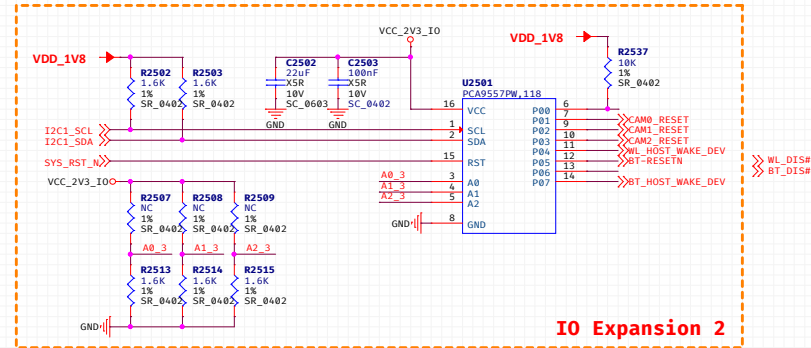 VCC_2V3_IO
VDD_1V8
R2502
1.6K
1%
SR_0402
R2503
1.6K
1%
SR_0402
C2502
22uF
X5R
10V
SC_0603
GND
C2503
100nF
X5R
10V
SC_0402
GND
VDD_1V8
R2537
10K
1%
SR_0402
U2501
PCA9557PW,118
16 VCC
1 SCL
2 SDA
15 RST
3 A0
4 A1
5 A2
8 GND
P00 6
P01 7
P02 9
P03 10
P04 11
P05 12
P06 13
P07 14
I2C1_SCL
I2C1_SDA
SYS_RST_N
CAM0_RESET
CAM1_RESET
CAM2_RESET
WL_HOST_WAKE_DEV
BT-RESETN
BT_HOST_WAKE_DEV
WL_DIS#
BT_DIS#
A0_3
A1_3
A2_3
GND
VCC_2V3_IO
R2507
NC
1%
SR_0402
R2508
NC
1%
SR_0402
R2509
NC
1%
SR_0402
A0_3
A1_3
A2_3
R2513
1.6K
1%
SR_0402
R2514
1.6K
1%
SR_0402
R2515
1.6K
1%
SR_0402
GND
IO Expansion 2